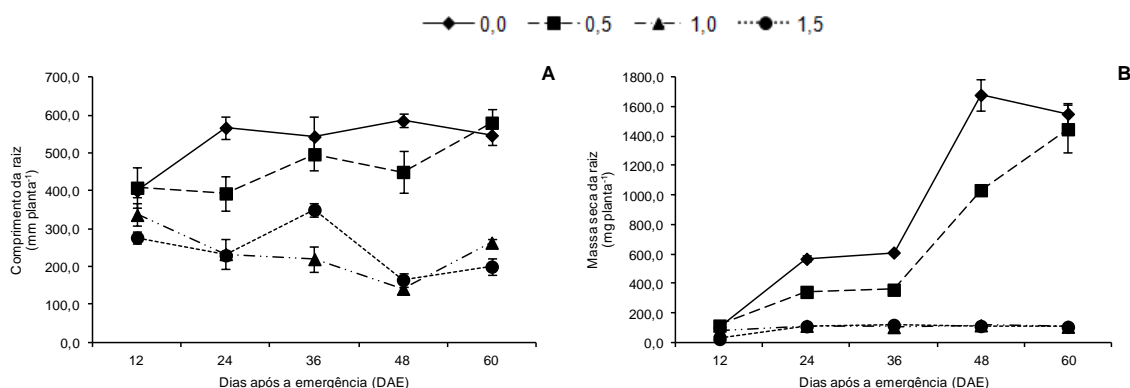 0,0 0,5 1,0 1,5
A
700,0
600,0
500,0
400,0
300,0
200,0
100,0
0,0
Comprimento da raiz
(mm planta⁻¹)
12 24 36 48 60
Dias após a emergência (DAE)
B
1800,0
1600,0
1400,0
1200,0
1000,0
800,0
600,0
400,0
200,0
0,0
Massa seca da raiz
(mg planta⁻¹)
12 24 36 48 60
Dias após a emergência (DAE)